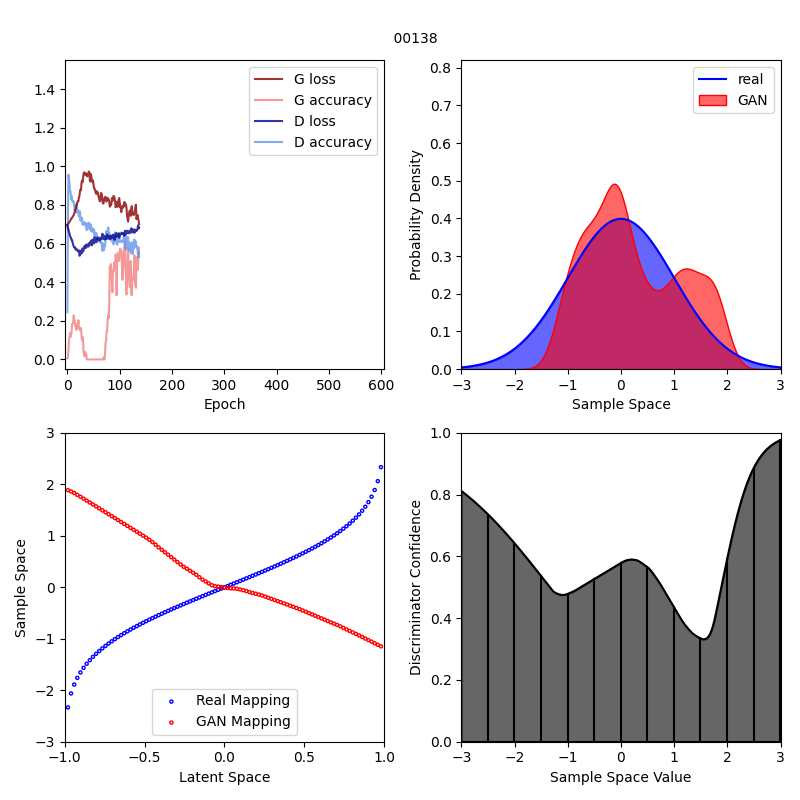 00138
G loss
G accuracy
D loss
D accuracy
1.4
1.2
1.0
0.8
0.6
0.4
0.2
0.0
0 100 200 300 400 500 600
Epoch
real
GAN
Probability Density
0.8
0.7
0.6
0.5
0.4
0.3
0.2
0.1
0.0
−3 −2 −1 0 1 2 3
Sample Space
Sample Space
3
2
1
0
−1
−2
−3
Real Mapping
GAN Mapping
−1.0 −0.5 0.0 0.5 1.0
Latent Space
Discriminator Confidence
1.0
0.8
0.6
0.4
0.2
0.0
−3 −2 −1 0 1 2 3
Sample Space Value